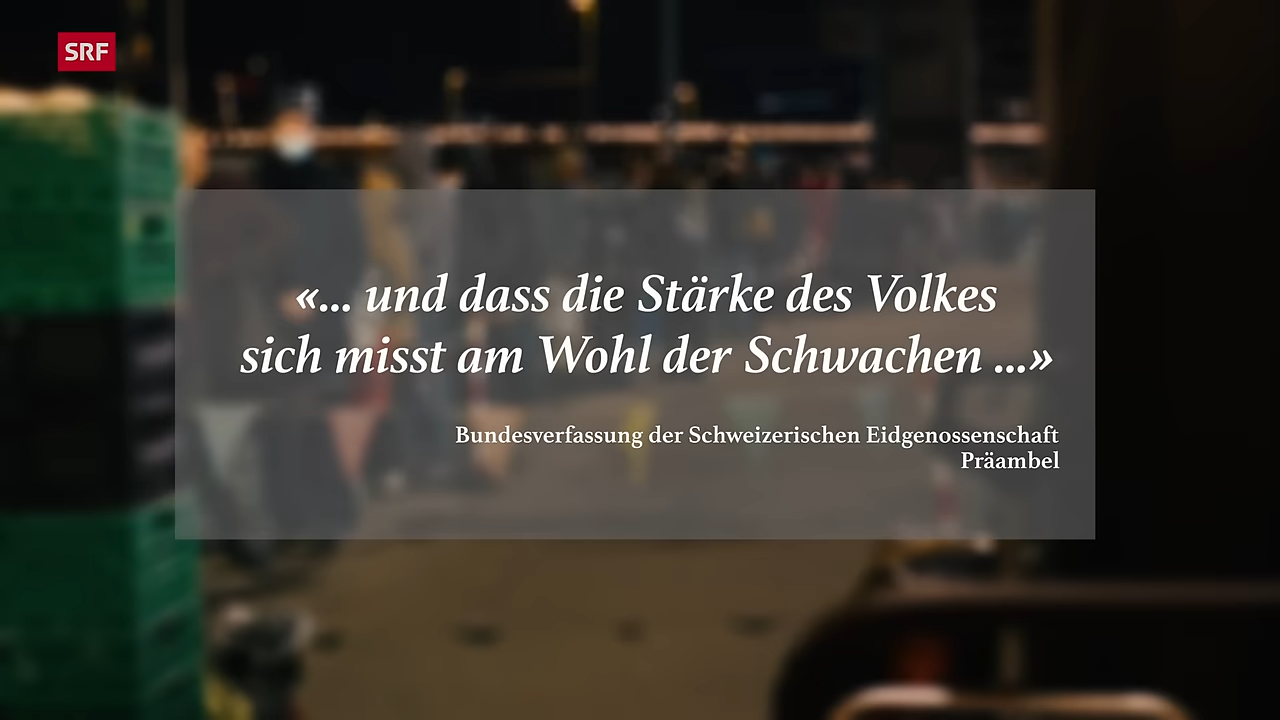 SRF
«... und dass die Stärke des Volkes
sich misst am Wohl der Schwachen ...»
Bundesverfassung der Schweizerischen Eidgenossenschaft
Präambel